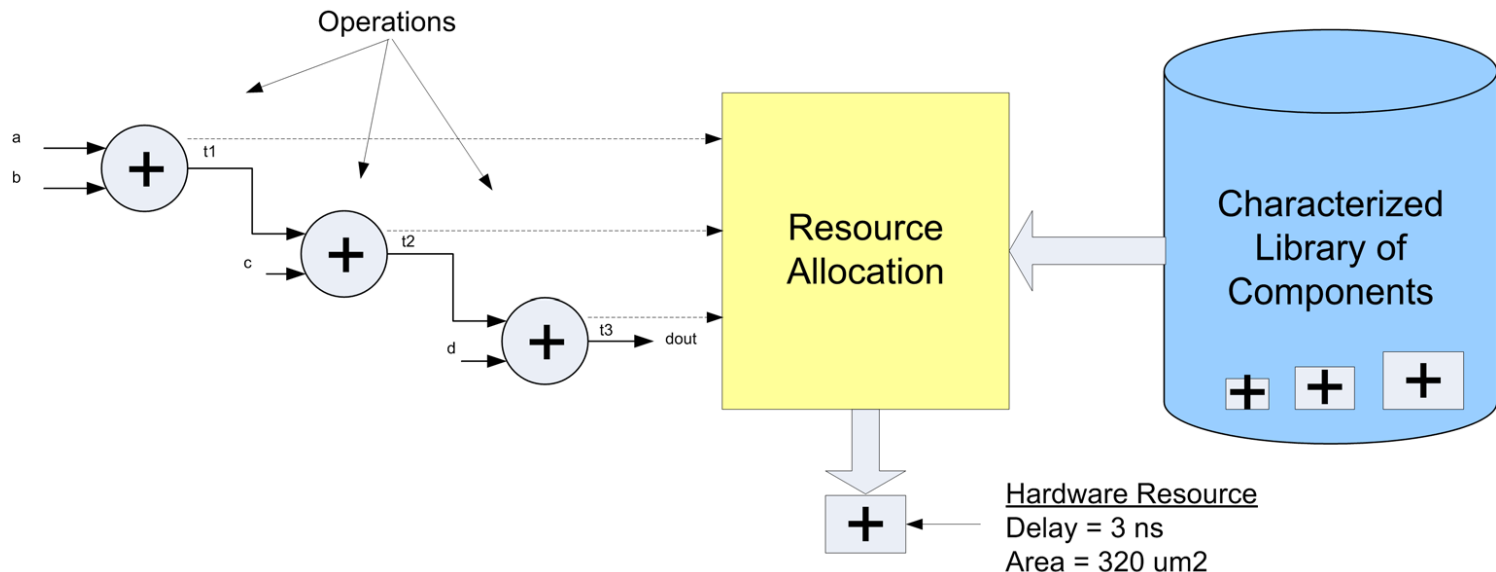 Operations
a
b
t1
+
c
t2
+
d
t3
dout
+
Resource
Allocation
Characterized
Library of
Components
+
+
+
+
Hardware Resource
Delay = 3 ns
Area = 320 um2